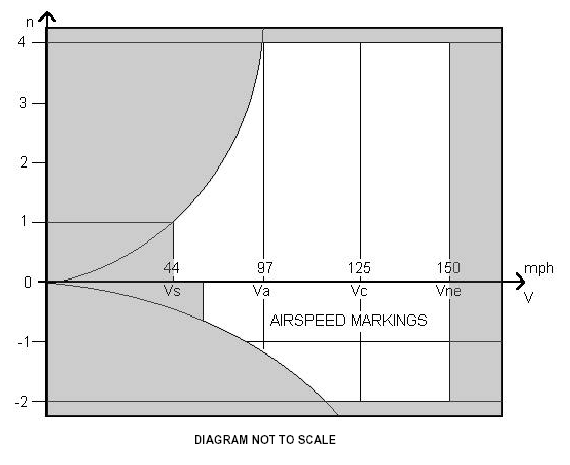 n
4
3
2
1
44 97 125 150 mph
0
Vs Va Vc Vne V
AIRSPEED MARKINGS
-1
-2
DIAGRAM NOT TO SCALE